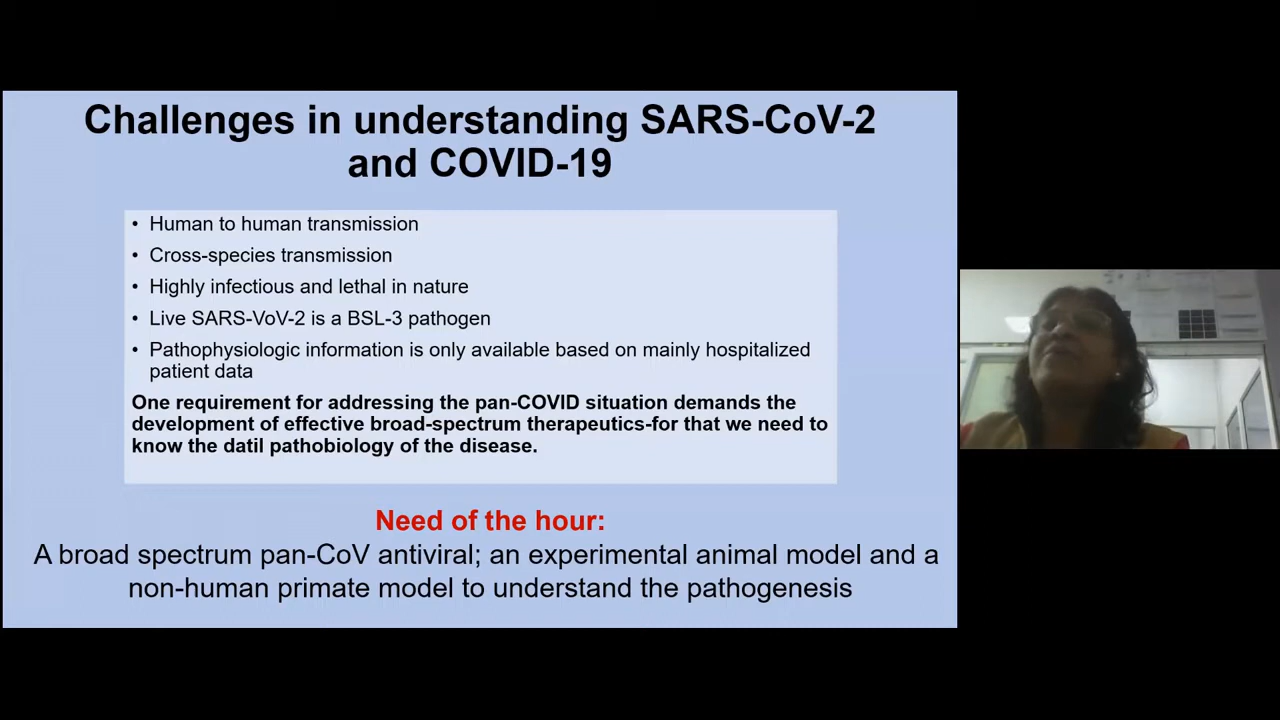 Challenges in understanding SARS-CoV-2
and COVID-19
• Human to human transmission
• Cross-species transmission
• Highly infectious and lethal in nature
• Live SARS-VoV-2 is a BSL-3 pathogen
• Pathophysiologic information is only available based on mainly hospitalized
patient data
One requirement for addressing the pan-COVID situation demands the
development of effective broad-spectrum therapeutics-for that we need to
know the datil pathobiology of the disease.
Need of the hour:
A broad spectrum pan-CoV antiviral; an experimental animal model and a
non-human primate model to understand the pathogenesis